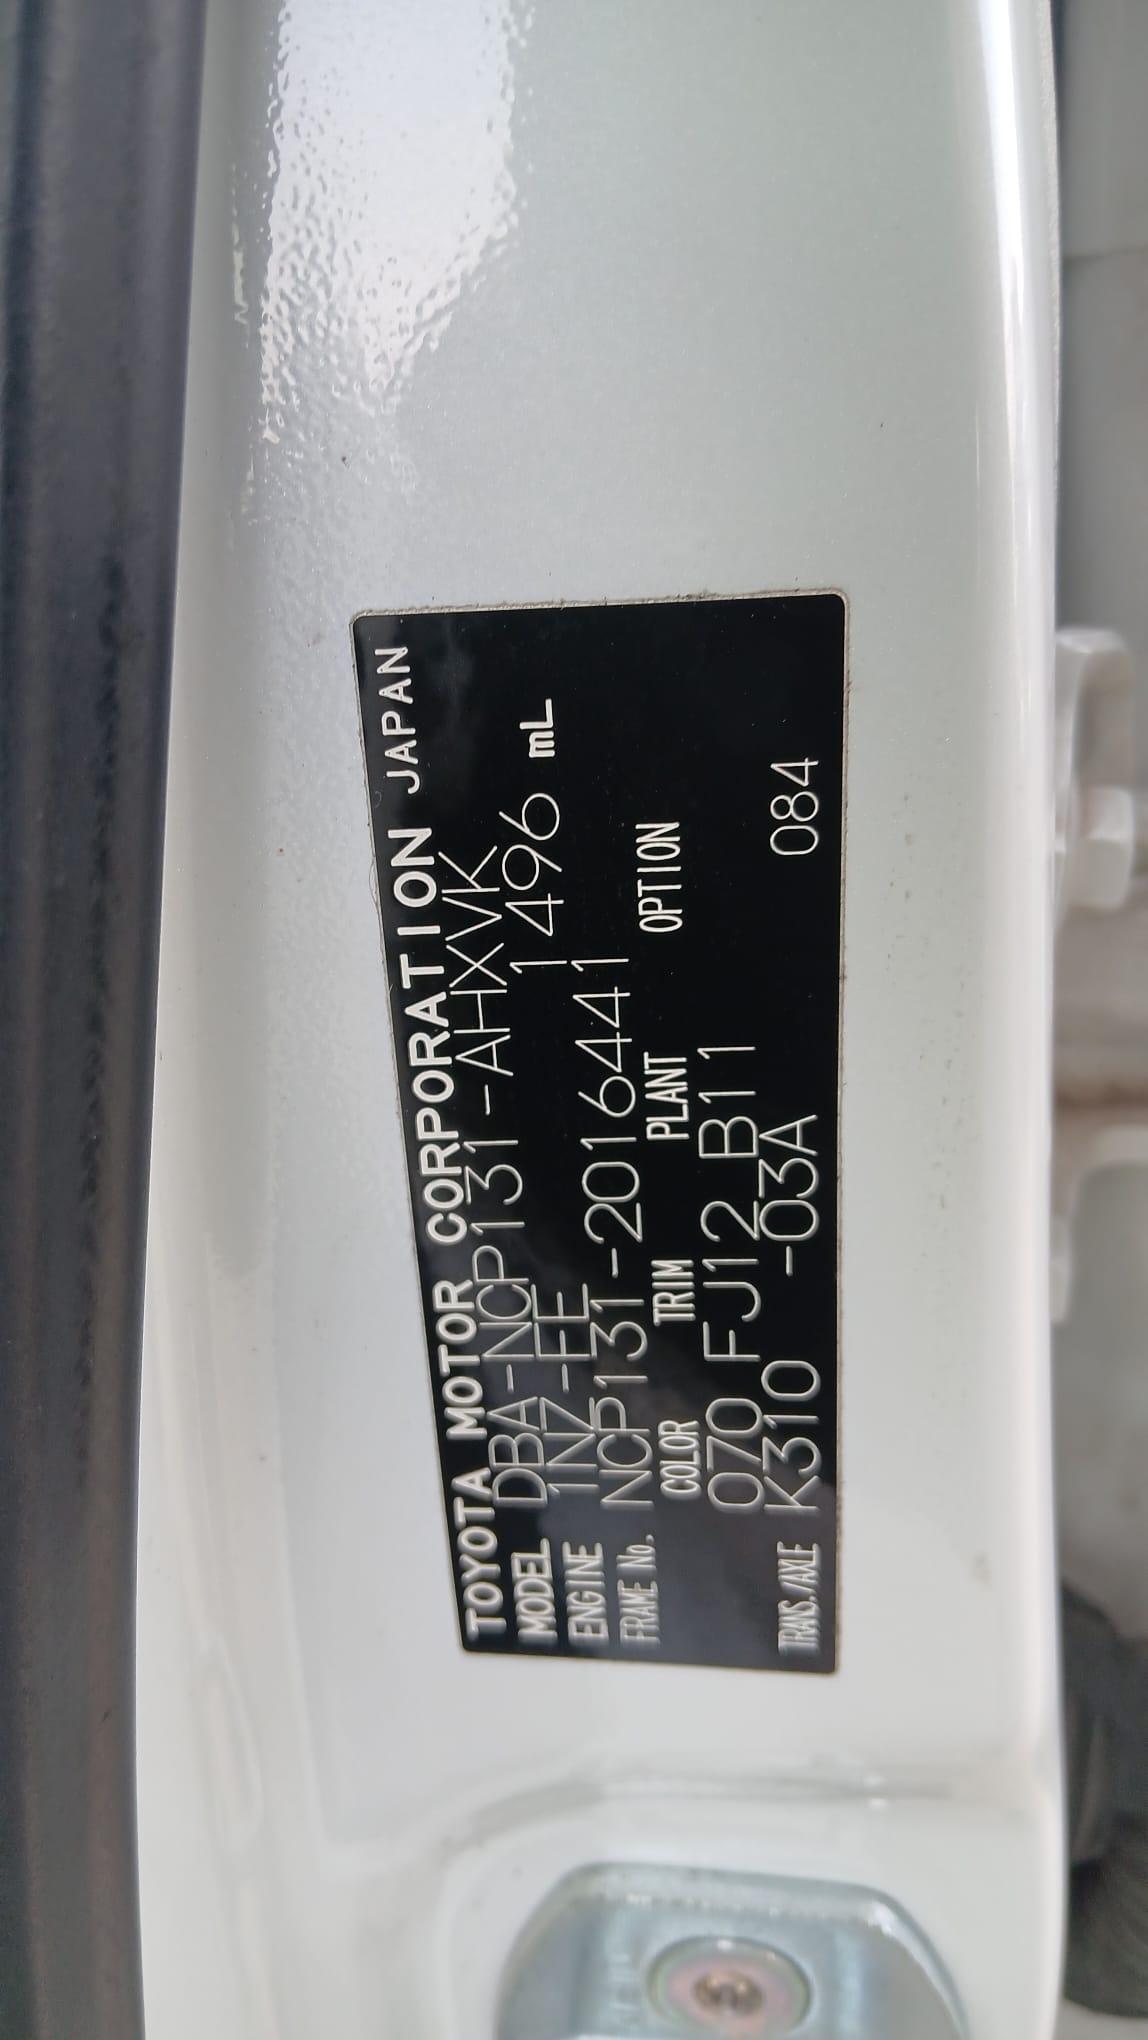 TOYOTA MOTOR CORPORATION JAPAN
MODEL DBA-NCP131-AHXVK
ENGINE 1NZ-FE 1496 mL
FRAME No. NCP131-2016441
COLOR TRIM PLANT OPTION
070 FJ12 B11
TRANS./AXLE K310 -03A 084